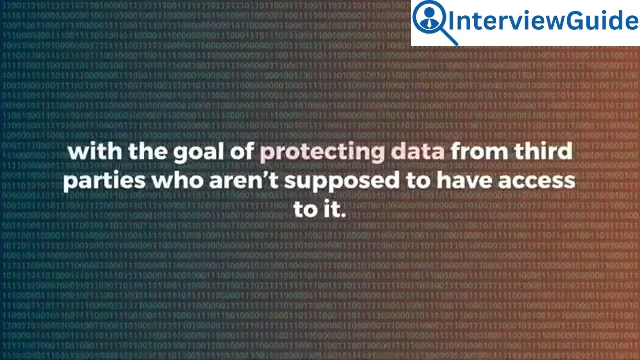 InterviewGuide
with the goal of protecting data from third
parties who aren’t supposed to have access
to it.